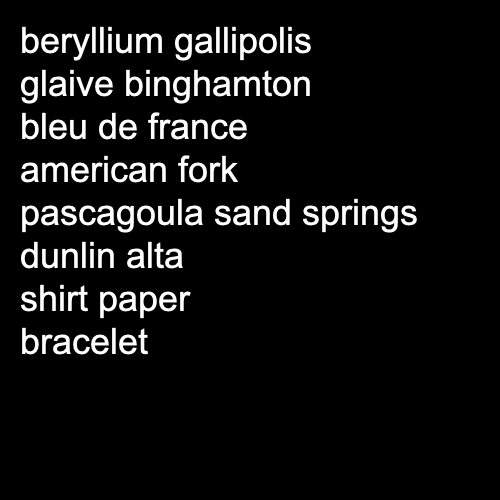 beryllium gallipolis
glaive binghamton
bleu de france
american fork
pascagoula sand springs
dunlin alta
shirt paper
bracelet